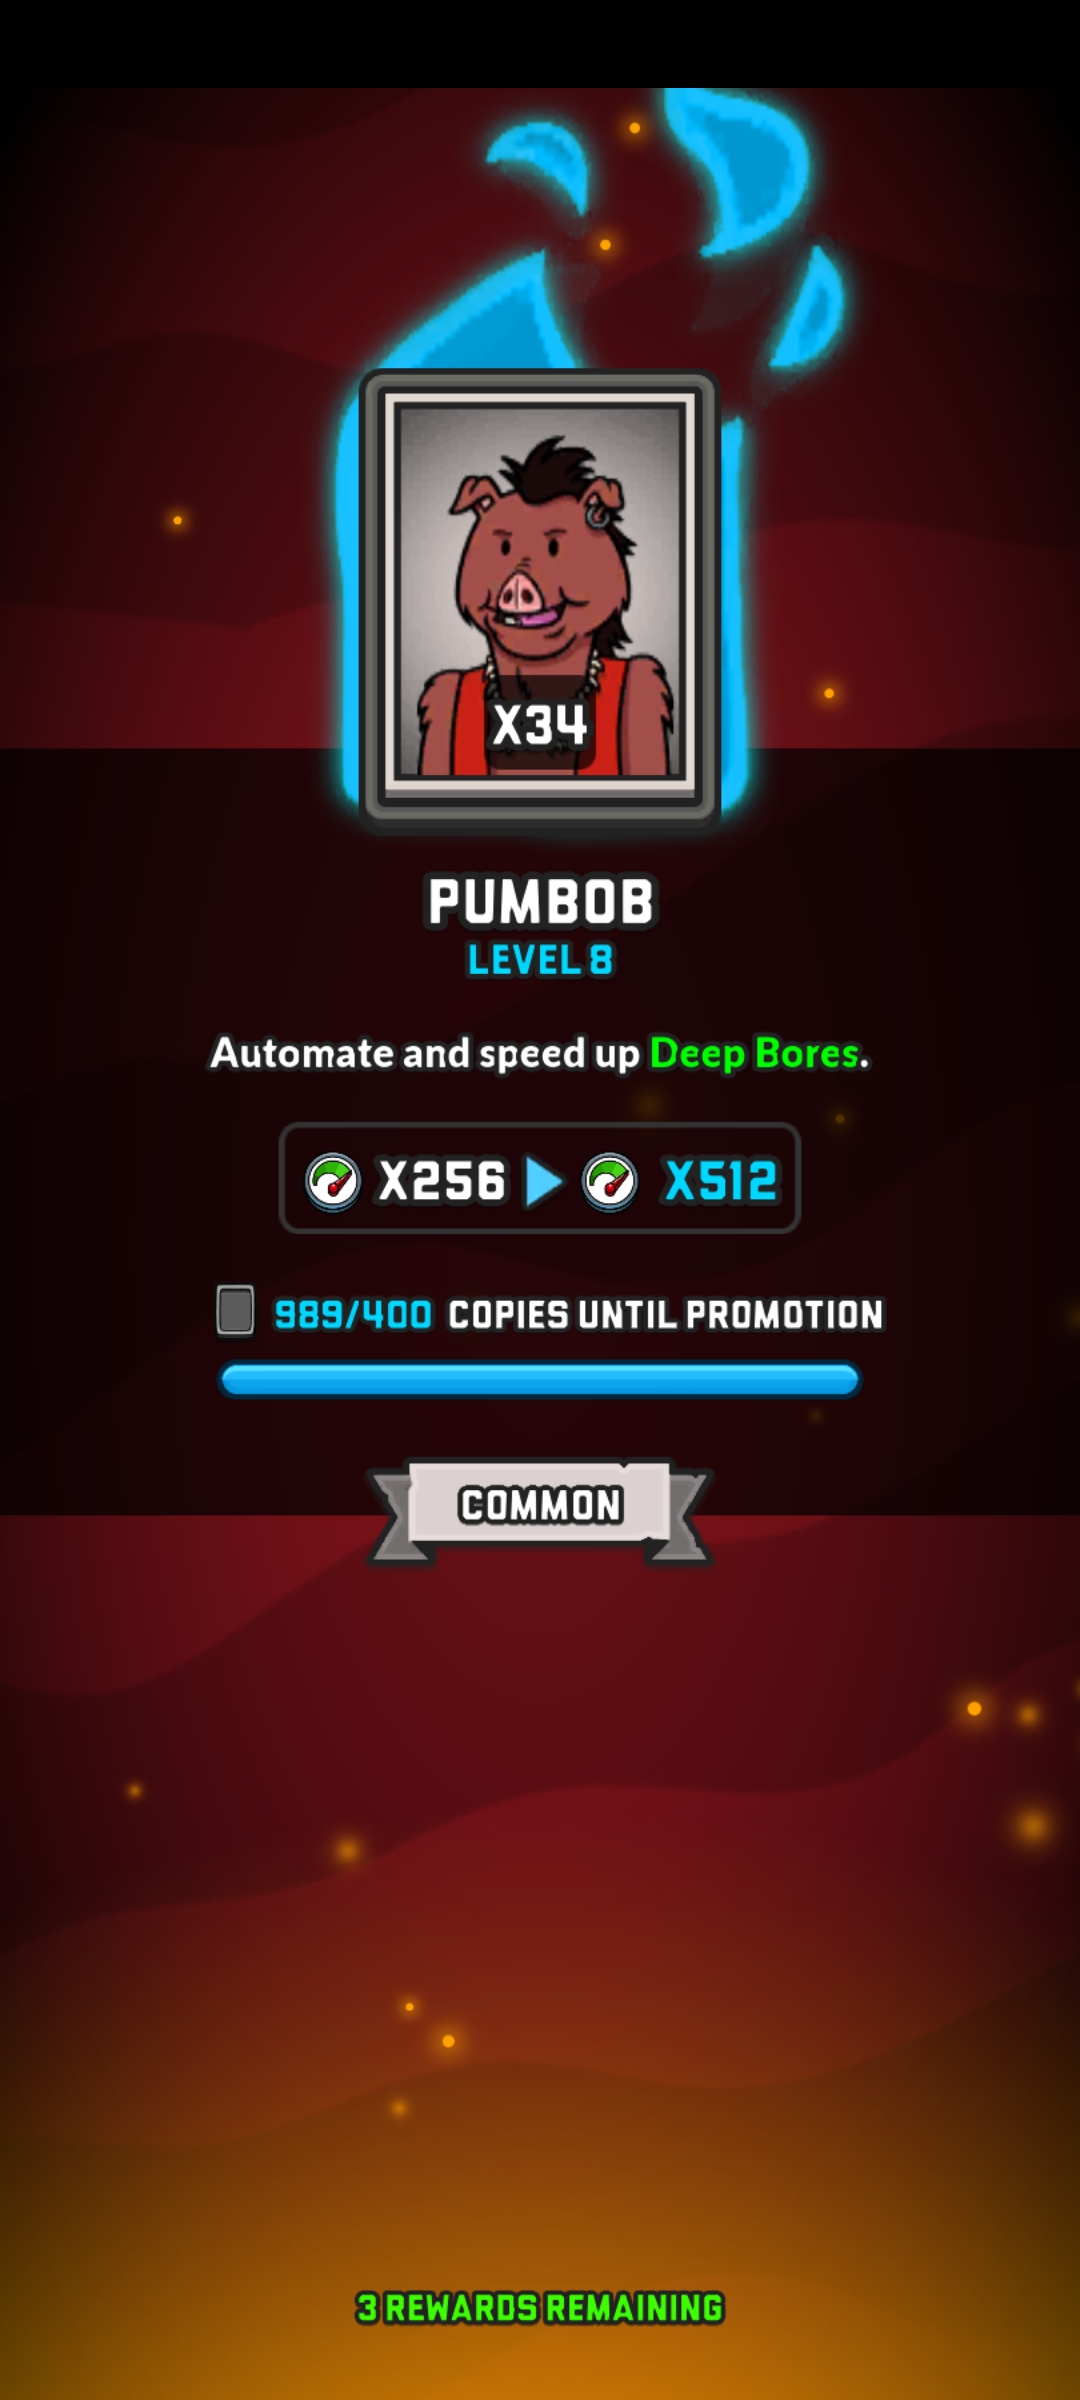 X34
PUMBOB
LEVEL 8
Automate and speed up Deep Bores.
X256 X512
989/400 COPIES UNTIL PROMOTION
COMMON
3 REWARDS REMAINING